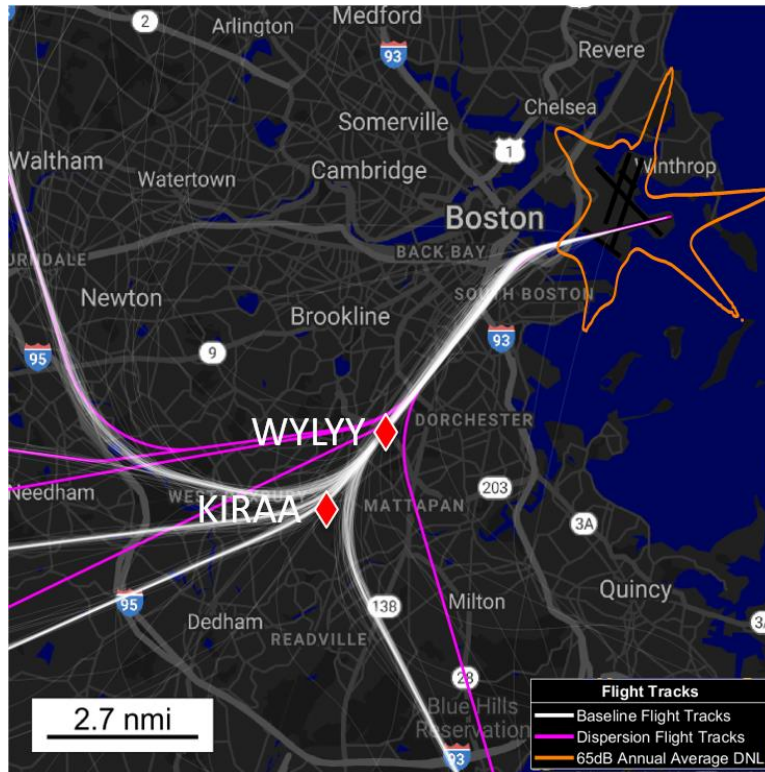 Medford
2
Arlington
93
Revere
Chelsea
Somerville
1
Waltham
Winthrop
Cambridge
Watertown
Boston
BACK BAY
URNDALE
SOUTH BOSTON
Newton
Brookline
93
95
9
WYLYY
DORCHESTER
Needham
203
KIRAA
MATTAPAN
3A
95
138
Milton
Quincy
Dedham
READVILLE
3A
28
Blue Hills
Reservation
93
2.7 nmi
Flight Tracks
Baseline Flight Tracks
Dispersion Flight Tracks
65dB Annual Average DNL